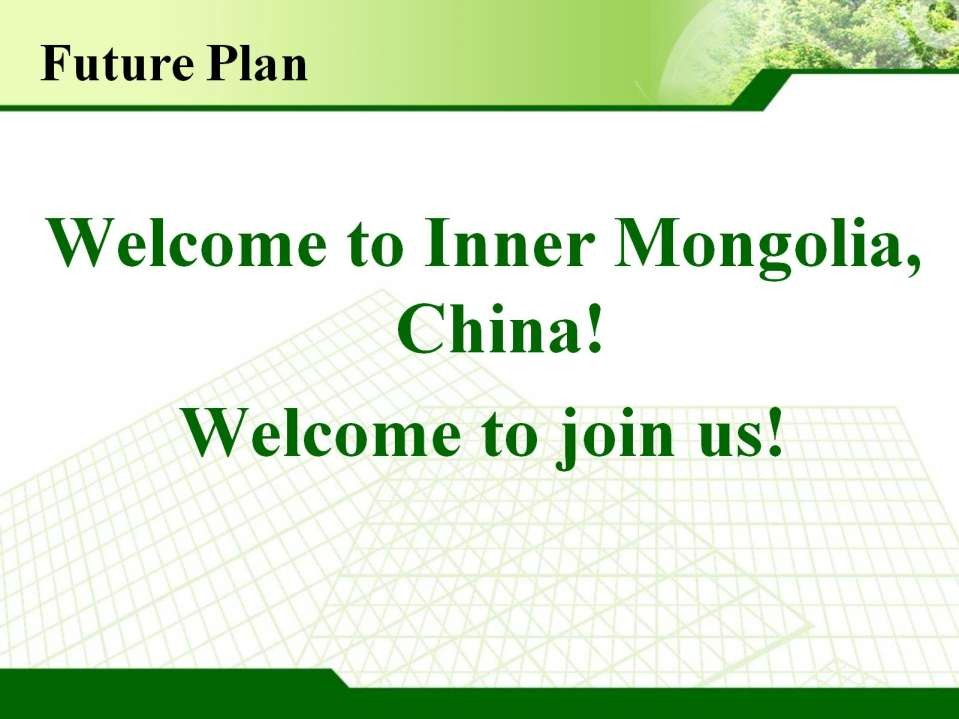 Future Plan
Welcome to Inner Mongolia,
China!
Welcome to join us!